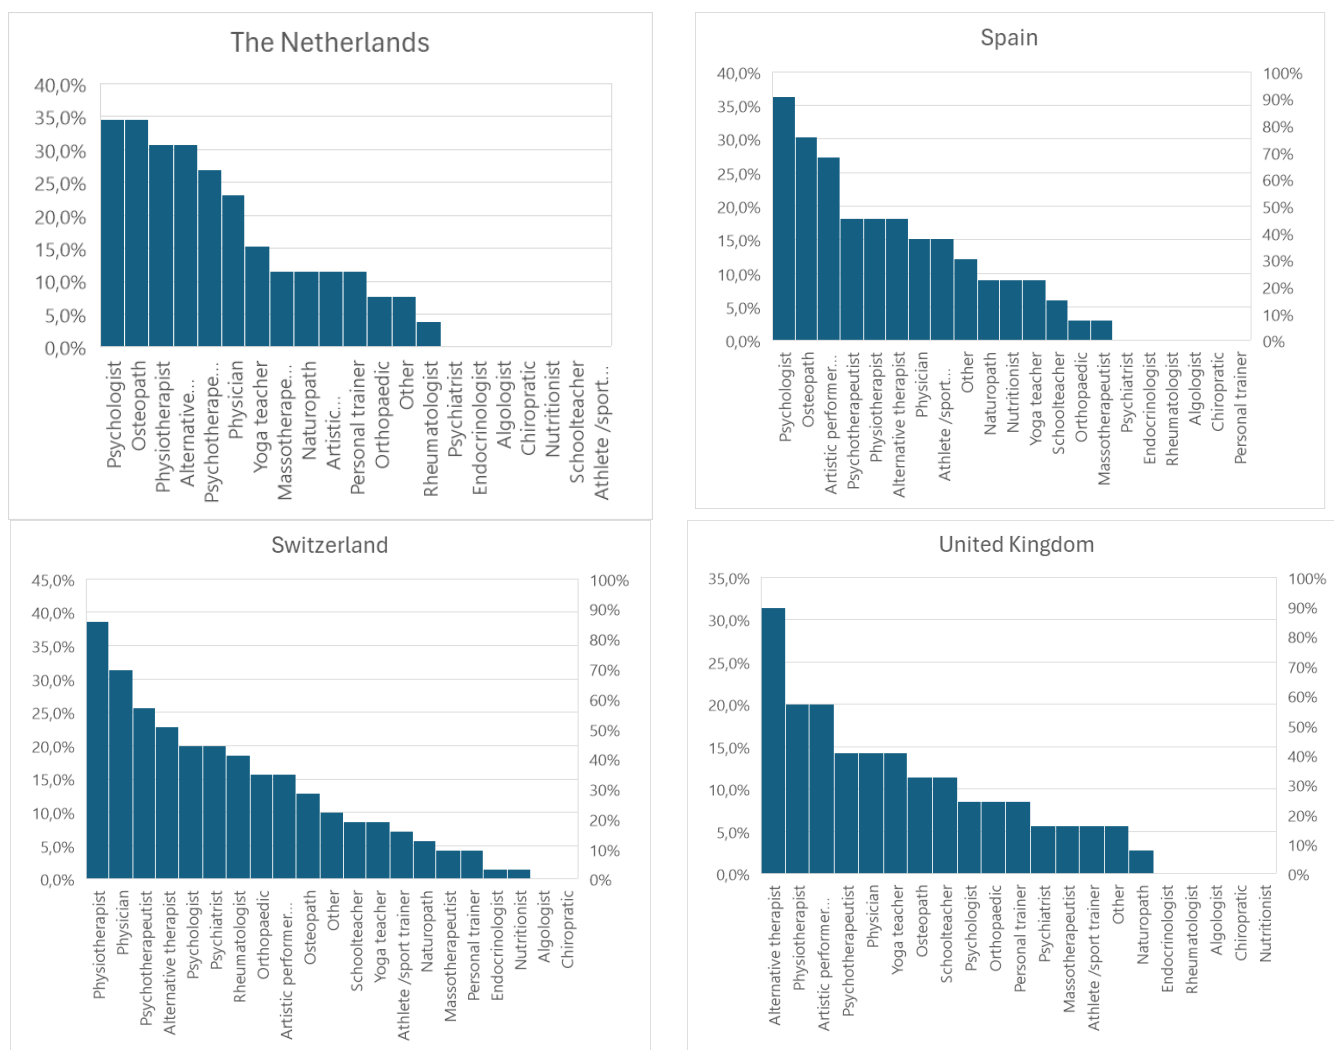 The Netherlands
40,0%
35,0%
30,0%
25,0%
20,0%
15,0%
10,0%
5,0%
0,0%
Psychologist
Osteopath
Physiotherapist
Alternative...
Psychotherape...
Physician
Yoga teacher
Massotherape...
Naturopath
Artistic...
Personal trainer
Orthopaedic
Other
Rheumatologist
Psychiatrist
Endocrinologist
Algologist
Chiropratic
Nutritionist
Schoolteacher
Athlete /sport...
Spain
40,0%
35,0%
30,0%
25,0%
20,0%
15,0%
10,0%
5,0%
0,0%
100%
90%
80%
70%
60%
50%
40%
30%
20%
10%
0%
Psychologist
Osteopath
Artistic performer...
Psychotherapeutist
Physiotherapist
Alternative therapist
Physician
Athlete /sport...
Other
Naturopath
Nutritionist
Yoga teacher
Schoolteacher
Orthopaedic
Massotherapeutist
Psychiatrist
Endocrinologist
Rheumatologist
Algologist
Chiropratic
Personal trainer
Switzerland
45,0%
40,0%
35,0%
30,0%
25,0%
20,0%
15,0%
10,0%
5,0%
0,0%
100%
90%
80%
70%
60%
50%
40%
30%
20%
10%
0%
Physiotherapist
Physician
Psychotherapeutist
Alternative therapist
Psychologist
Psychiatrist
Rheumatologist
Orthopaedic
Artistic performer...
Osteopath
Other
Schoolteacher
Yoga teacher
Athlete /sport trainer
Naturopath
Massotherapeutist
Personal trainer
Endocrinologist
Nutritionist
Algologist
Chiropratic
United Kingdom
35,0%
30,0%
25,0%
20,0%
15,0%
10,0%
5,0%
0,0%
100%
90%
80%
70%
60%
50%
40%
30%
20%
10%
0%
Alternative therapist
Physiotherapist
Artistic performer...
Psychotherapeutist
Physician
Yoga teacher
Osteopath
Schoolteacher
Psychologist
Orthopaedic
Personal trainer
Psychiatrist
Massotherapeutist
Athlete /sport trainer
Other
Naturopath
Endocrinologist
Rheumatologist
Algologist
Chiropratic
Nutritionist